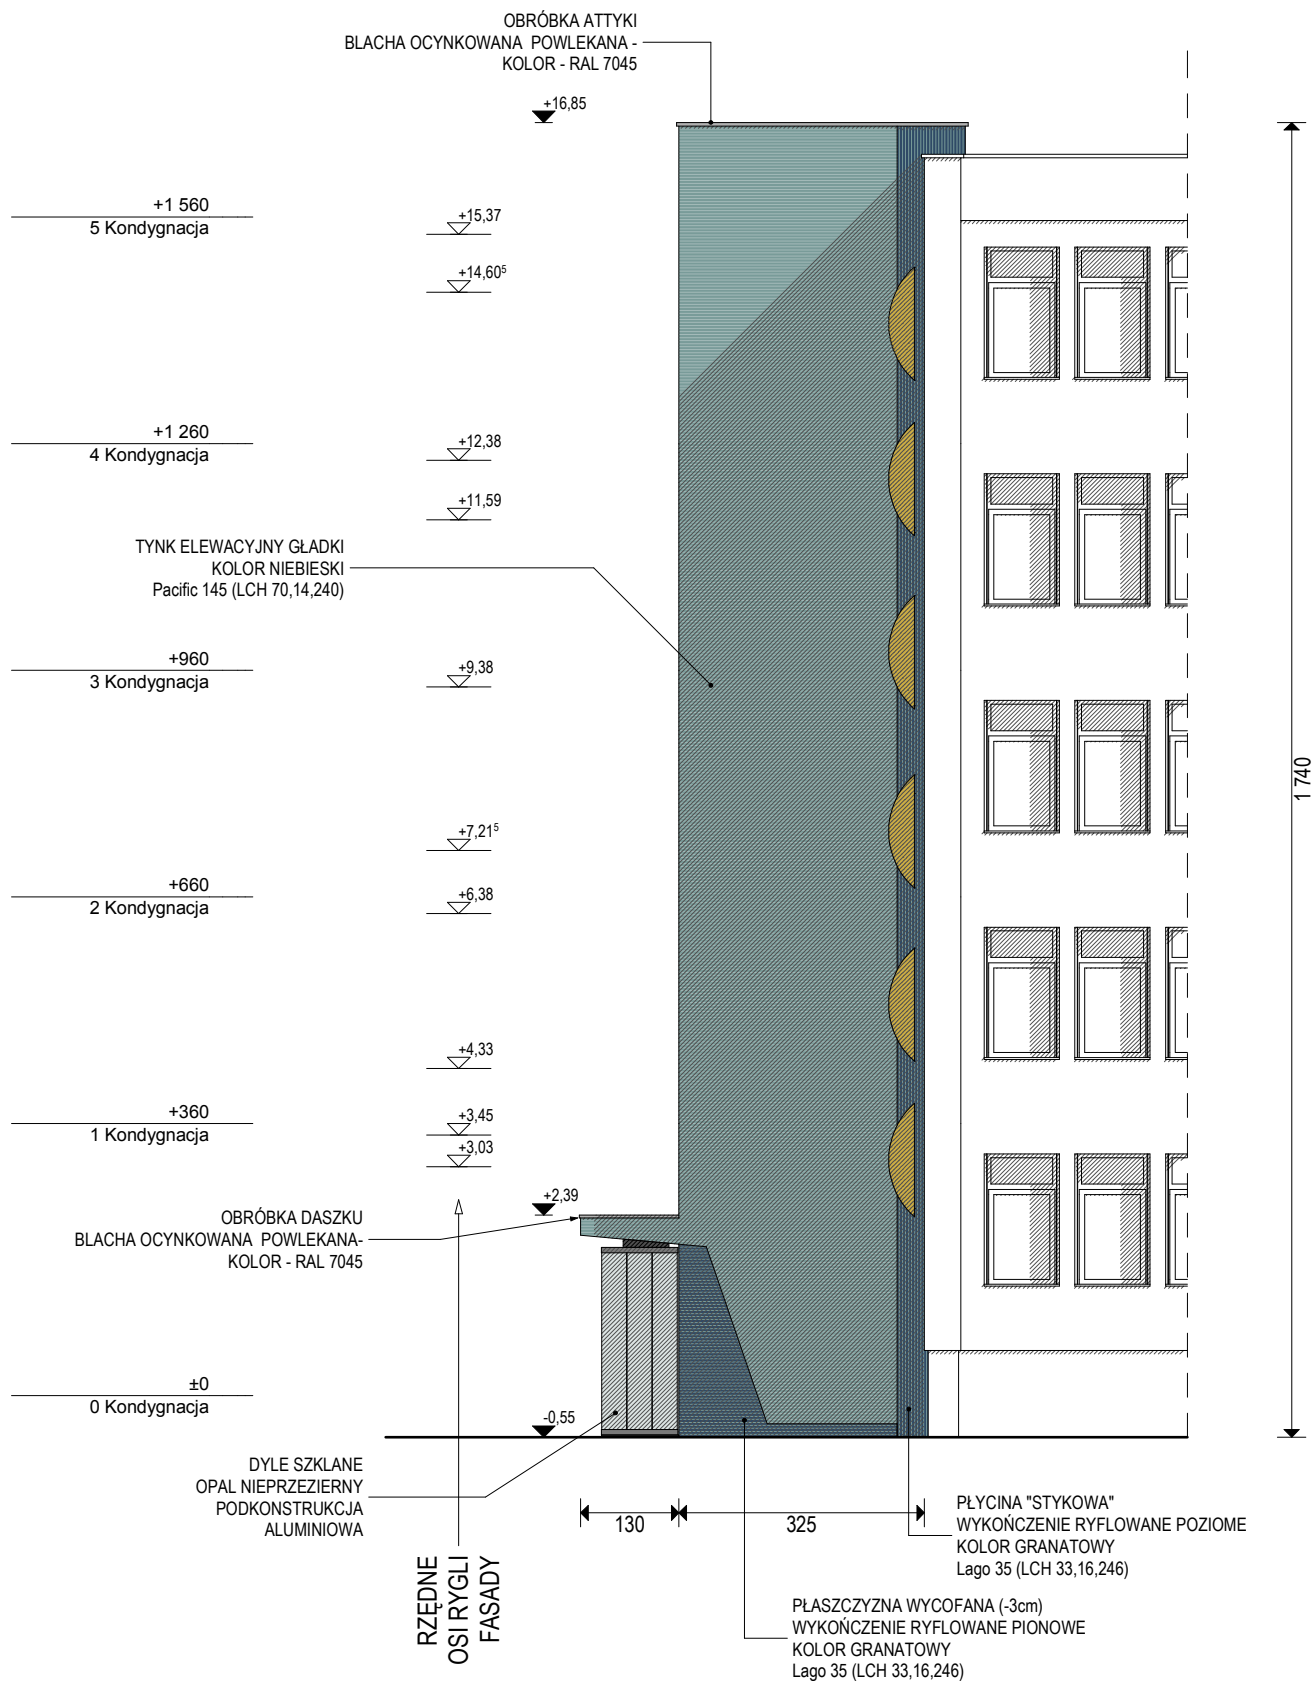 OBRÓBKA ATTYKI
BLACHA OCYNKOWANA POWLEKANA -
KOLOR - RAL 7045
+16,85
+1 560
5 Kondygnacja
+15,37
+14,60⁵
+1 260
4 Kondygnacja
+12,38
+11,59
TYNK ELEWACYJNY GŁADKI
KOLOR NIEBIESKI
Pacific 145 (LCH 70,14,240)
+960
3 Kondygnacja
+9,38
1 740
+7,21⁵
+660
2 Kondygnacja
+6,38
+4,33
+360
1 Kondygnacja
+3,45
+3,03
+2,39
OBRÓBKA DASZKU
BLACHA OCYNKOWANA POWLEKANA-
KOLOR - RAL 7045
±0
0 Kondygnacja
-0,55
DYLE SZKLANE
OPAL NIEPRZEZIERNY
PODKONSTRUKCJA
ALUMINIOWA
130
325
PŁYCINA "STYKOWA"
WYKOŃCZENIE RYFLOWANE POZIOME
KOLOR GRANATOWY
Lago 35 (LCH 33,16,246)
RZĘDNE
OSI RYGLI
FASADY
PŁASZCZYZNA WYCOFANA (-3cm)
WYKOŃCZENIE RYFLOWANE PIONOWE
KOLOR GRANATOWY
Lago 35 (LCH 33,16,246)